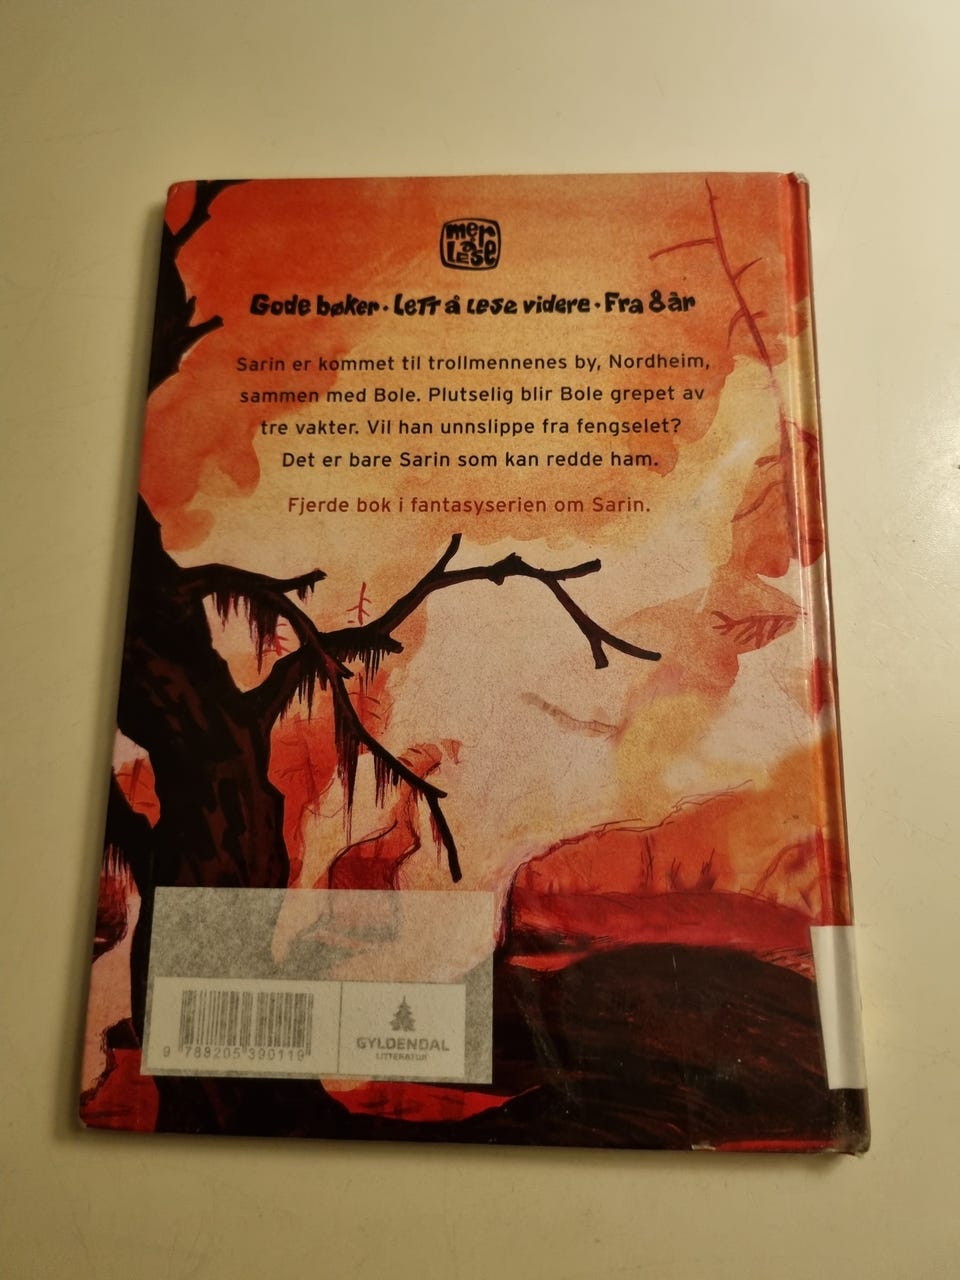 mer
å
LESE
Gode bøker · Lett å lese videre · Fra 8 år
Sarin er kommet til trollmennenes by, Nordheim,
sammen med Bole. Plutselig blir Bole grepet av
tre vakter. Vil han unnslippe fra fengselet?
Det er bare Sarin som kan redde ham.
Fjerde bok i fantasyserien om Sarin.
9 788205 390119
GYLDENDAL
LITTERATUR